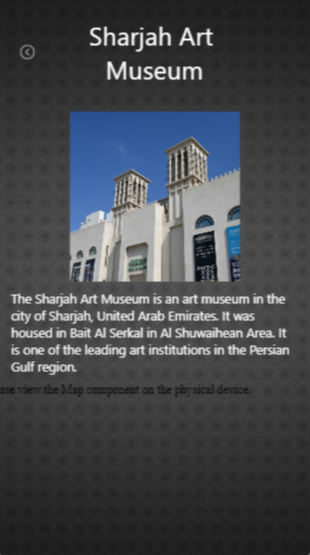 Sharjah Art
Museum
The Sharjah Art Museum is an art museum in the
city of Sharjah, United Arab Emirates. It was
housed in Bait Al Serkal in Al Shuwaihean Area. It
is one of the leading art institutions in the Persian
Gulf region.
ase view the Map component on the physical device.